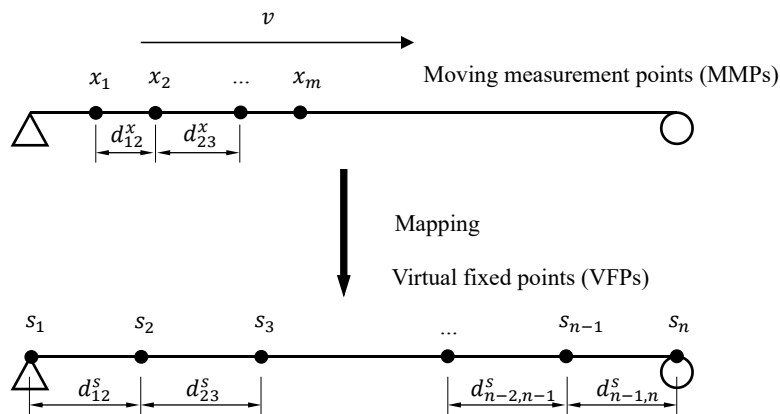 v
x₁ x₂ ... xₘ
Moving measurement points (MMPs)
d₁₂ˣ d₂₃ˣ
Mapping
Virtual fixed points (VFPs)
s₁ s₂ s₃ ... sₙ₋₁ sₙ
d₁₂ˢ d₂₃ˢ dₙ₋₂,ₙ₋₁ˢ dₙ₋₁,ₙˢ